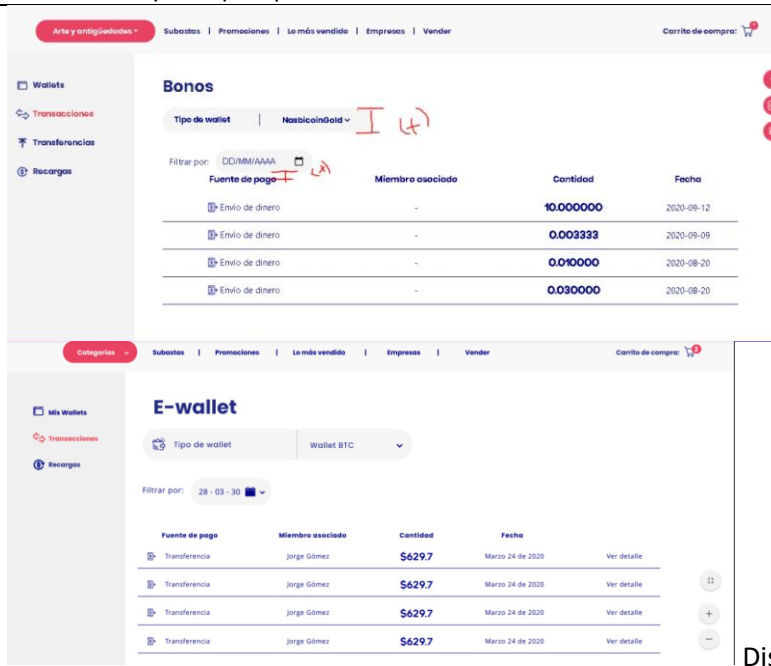 Arte y antigüedades Subastas | Promociones | Lo más vendido | Empresas | Vender Carrito de compra:
Wallets
Transacciones
Transferencias
Recargas
Bonos
Tipo de wallet | NasbicoinGold
I (+)
Filtrar por: DD/MM/AAAA
I (x)
Fuente de pago Miembro asociado Cantidad Fecha
Envío de dinero - 10.000000 2020-09-12
Envío de dinero - 0.003333 2020-09-09
Envío de dinero - 0.010000 2020-08-20
Envío de dinero - 0.030000 2020-08-20
Categorías Subastas | Promociones | Lo más vendido | Empresas | Vender Carrito de compra: 2
Mis Wallets
Transacciones
Recargas
E-wallet
Tipo de wallet Wallet BTC
Filtrar por: 28 - 03 - 30
Fuente de pago Miembro asociado Cantidad Fecha
Transferencia Jorge Gómez $629.7 Marzo 24 de 2020 Ver detalle
Transferencia Jorge Gómez $629.7 Marzo 24 de 2020 Ver detalle
Transferencia Jorge Gómez $629.7 Marzo 24 de 2020 Ver detalle
Transferencia Jorge Gómez $629.7 Marzo 24 de 2020 Ver detalle